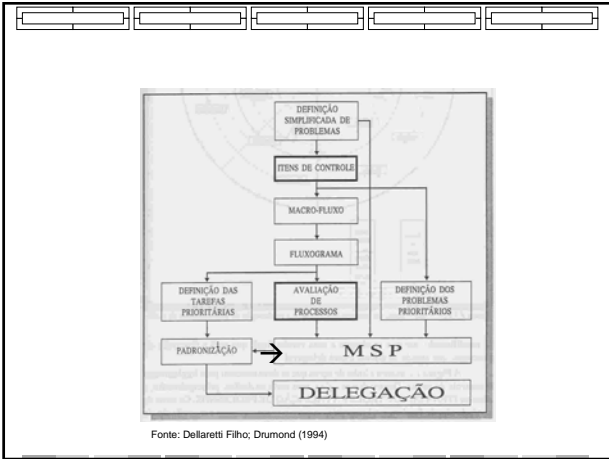 DEFINIÇÃO
SIMPLIFICADA DE
PROBLEMAS
ITENS DE CONTROLE
MACRO-FLUXO
FLUXOGRAMA
DEFINIÇÃO DAS
TAREFAS
PRIORITÁRIAS
AVALIAÇÃO
DE
PROCESSOS
DEFINIÇÃO DOS
PROBLEMAS
PRIORITÁRIOS
PADRONIZAÇÃO
M S P
DELEGAÇÃO
Fonte: Dellaretti Filho; Drumond (1994)